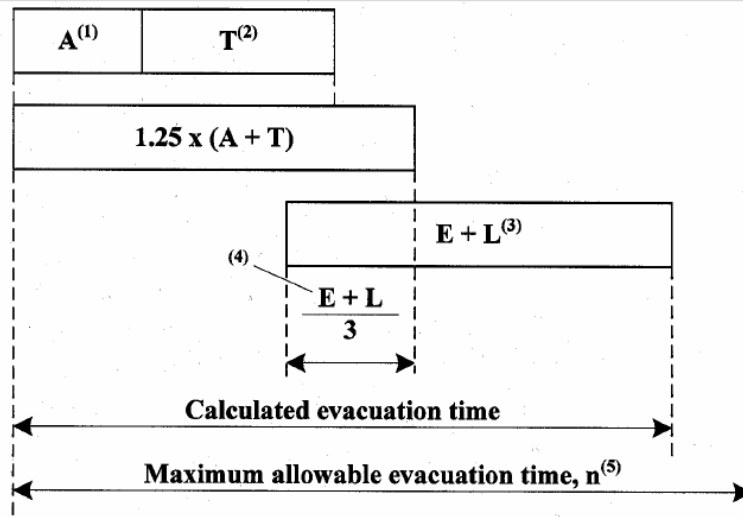 A⁽¹⁾ T⁽²⁾
1.25 x (A + T)
E + L⁽³⁾
(4)
E + L
3
Calculated evacuation time
Maximum allowable evacuation time, n⁽⁵⁾